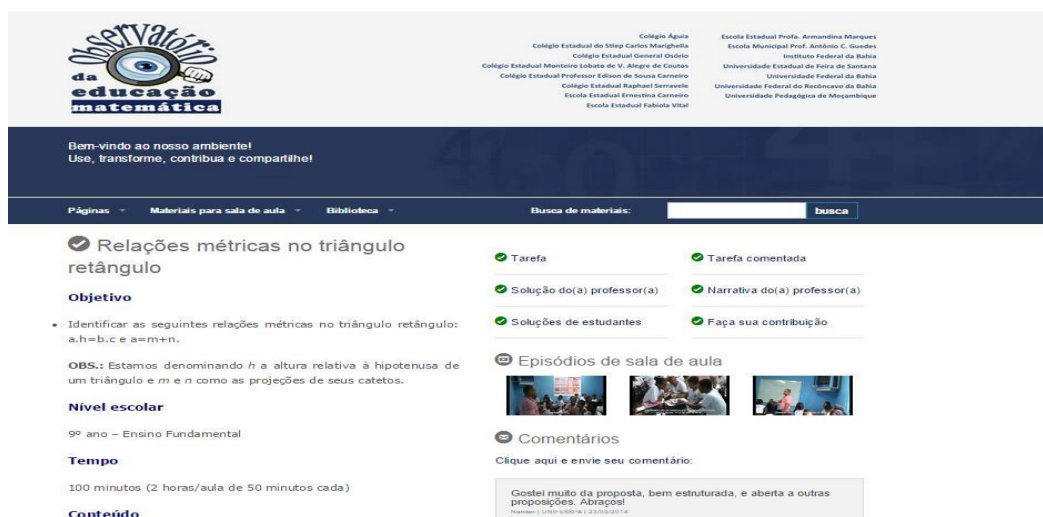 Observatório
da
educação
matemática
Colégio Águia
Colégio Estadual do Stiep Carlos Marighella
Colégio Estadual General Osório
Colégio Estadual Monteiro Lobato de V. Alegre de Coutos
Colégio Estadual Professor Edison de Sousa Carneiro
Colégio Estadual Raphael Serravele
Escola Estadual Ernestina Carneiro
Escola Estadual Fabíola Vital
Escola Estadual Profa. Armandina Marques
Escola Municipal Prof. Antônio C. Guedes
Instituto Federal da Bahia
Universidade Estadual de Feira de Santana
Universidade Federal da Bahia
Universidade Federal do Recôncavo da Bahia
Universidade Pedagógica de Moçambique
Bem-vindo ao nosso ambiente!
Use, transforme, contribua e compartilhe!
Páginas Materiais para sala de aula Biblioteca Busca de materiais: busca
Relações métricas no triângulo
retângulo
Objetivo
Identificar as seguintes relações métricas no triângulo retângulo:
a.h=b.c e a=m+n.
OBS.: Estamos denominando h a altura relativa à hipotenusa de
um triângulo e m e n como as projeções de seus catetos.
Nível escolar
9º ano – Ensino Fundamental
Tempo
100 minutos (2 horas/aula de 50 minutos cada)
Conteúdo
Tarefa Tarefa comentada
Solução do(a) professor(a) Narrativa do(a) professor(a)
Soluções de estudantes Faça sua contribuição
Episódios de sala de aula
Comentários
Clique aqui e envie seu comentário:
Gostei muito da proposta, bem estruturada, e aberta a outras
proposições. Abraços!
23/09/2014